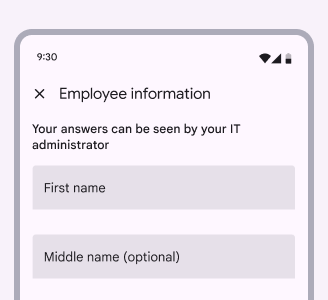 9:30
Employee information
Your answers can be seen by your IT
administrator
First name
Middle name (optional)